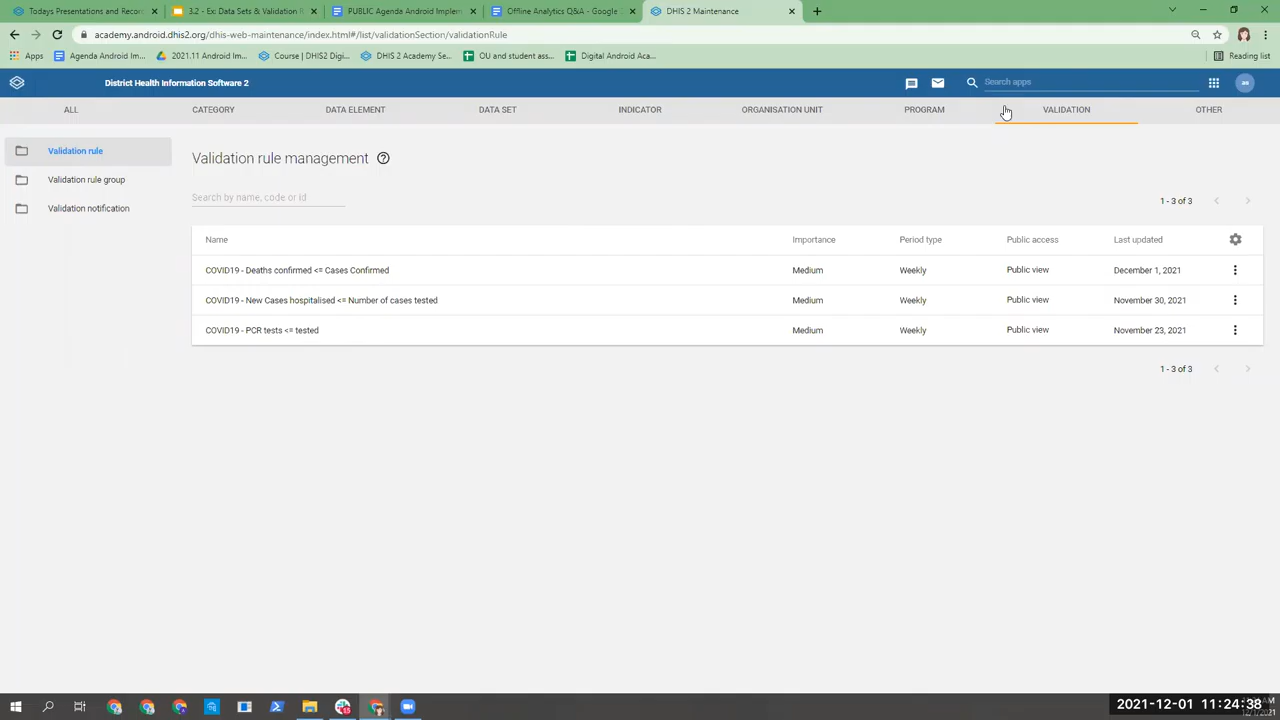 Todays Presentations and Recor
3.2 - Ex: Data Sets & Validation R
PUBLIC Agenda Android Implem
Offline Analytics Q&A - Google
DHIS 2 Maintenance
academy.android.dhis2.org/dhis-web-maintenance/index.html#/list/validationSection/validationRule
Apps
Agenda Android Im...
2021.11 Android Im...
Course | DHIS2 Digi...
DHIS 2 Academy Se...
OU and student ass...
Digital Android Aca...
Reading list
District Health Information Software 2
Search apps
ALL
CATEGORY
DATA ELEMENT
DATA SET
INDICATOR
ORGANISATION UNIT
PROGRAM
VALIDATION
OTHER
Validation rule
Validation rule group
Validation notification
Validation rule management
Search by name, code or id
1 - 3 of 3
Name Importance Period type Public access Last updated
COVID19 - Deaths confirmed <= Cases Confirmed Medium Weekly Public view December 1, 2021
COVID19 - New Cases hospitalised <= Number of cases tested Medium Weekly Public view November 30, 2021
COVID19 - PCR tests <= tested Medium Weekly Public view November 23, 2021
1 - 3 of 3
2021-12-01 11:24:38